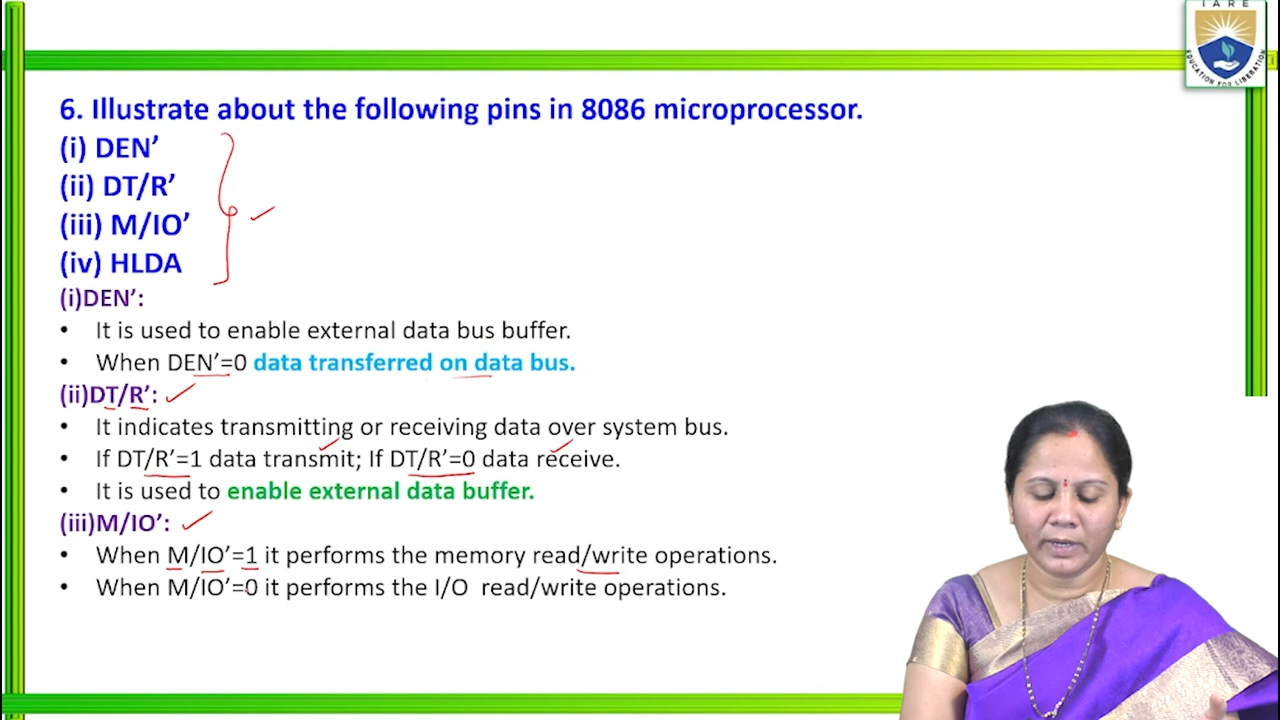 IARE
EDUCATION FOR LIBERATION
6. Illustrate about the following pins in 8086 microprocessor.
(i) DEN’
(ii) DT/R’
(iii) M/IO’
(iv) HLDA
(i)DEN’:
• It is used to enable external data bus buffer.
• When DEN’=0 data transferred on data bus.
(ii)DT/R’:
• It indicates transmitting or receiving data over system bus.
• If DT/R’=1 data transmit; If DT/R’=0 data receive.
• It is used to enable external data buffer.
(iii)M/IO’:
• When M/IO’=1 it performs the memory read/write operations.
• When M/IO’=0 it performs the I/O read/write operations.